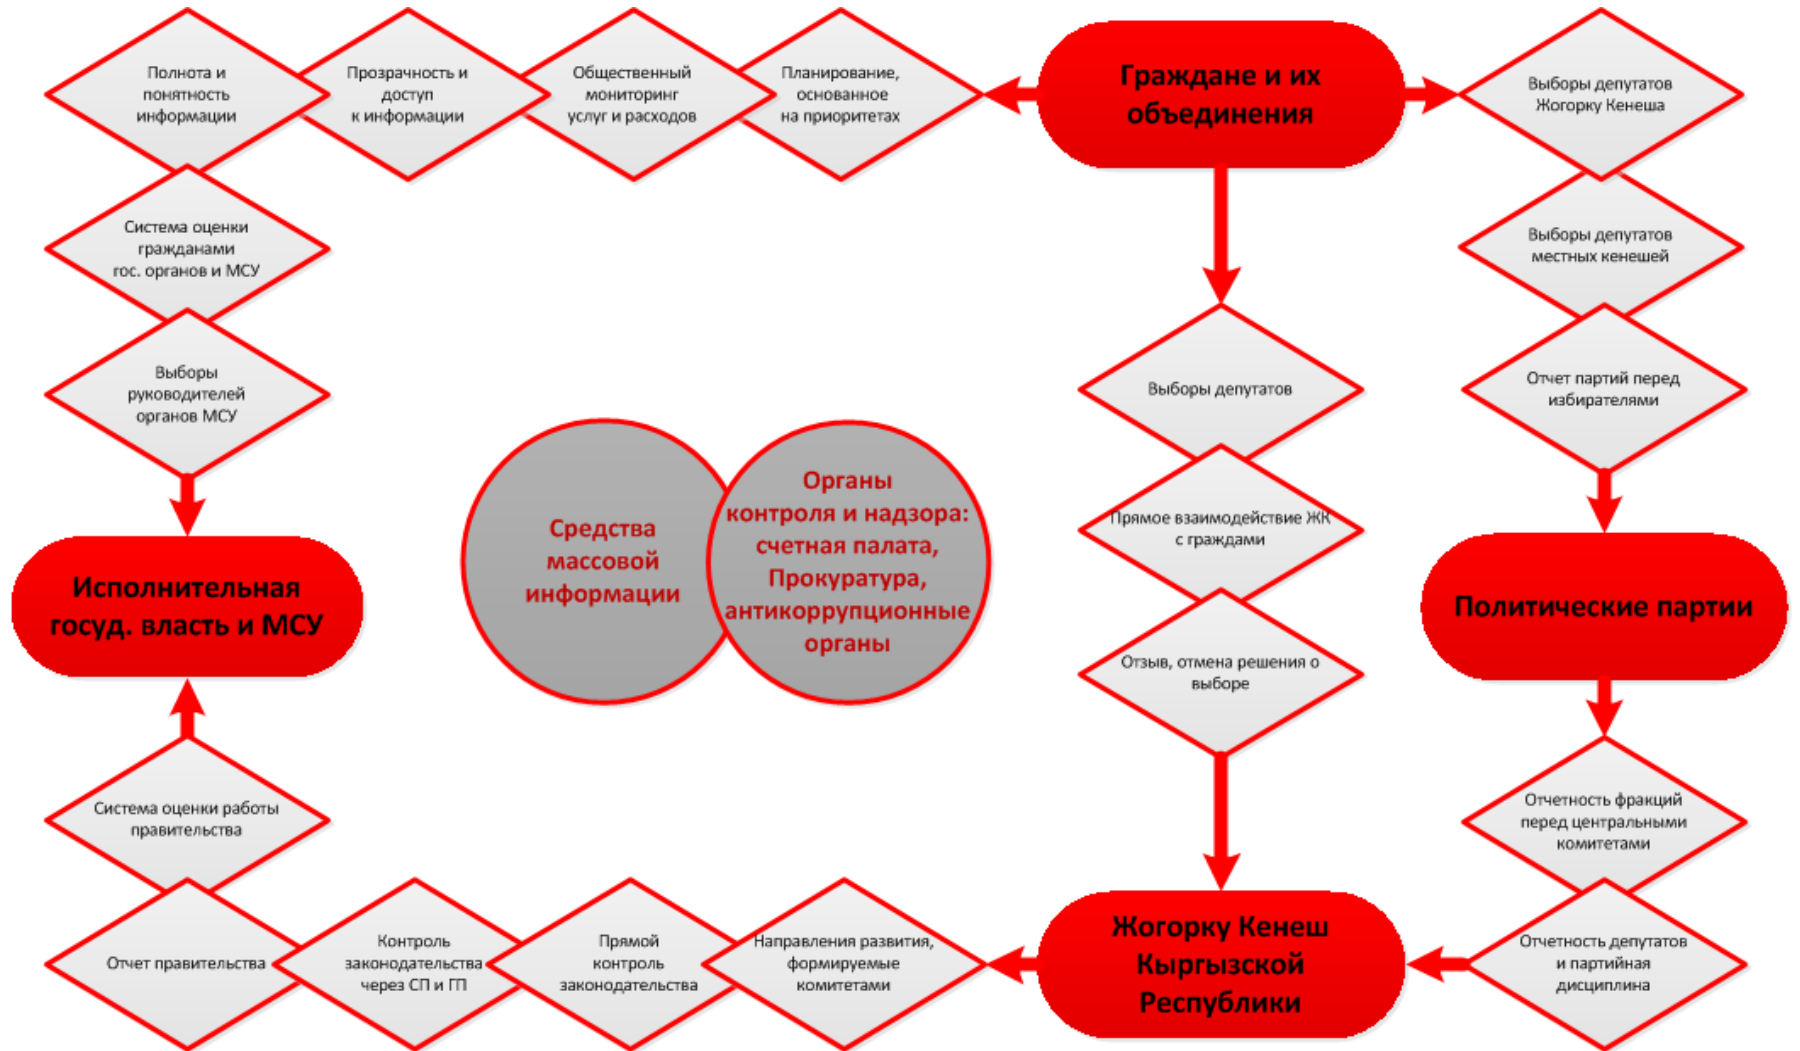 Полнота и
понятность
информации
Прозрачность и
доступ
к информации
Общественный
мониторинг
услуг и расходов
Планирование,
основанное
на приоритетах
Граждане и их
объединения
Выборы депутатов
Жогорку Кенеша
Система оценки
гражданами
гос. органов и МСУ
Выборы депутатов
местных кенешей
Выборы
руководителей
органов МСУ
Выборы депутатов
Отчет партий перед
избирателями
Средства
массовой
информации
Органы
контроля и надзора:
счетная палата,
Прокуратура,
антикоррупционные
органы
Прямое взаимодействие ЖК
с граждами
Исполнительная
госуд. власть и МСУ
Политические партии
Отзыв, отмена решения о
выборе
Система оценки работы
правительства
Отчетность фракций
перед центральными
комитетами
Отчет правительства
Контроль
законодательства
через СП и ГП
Прямой
контроль
законодательства
Направления развития,
формируемые
комитетами
Жогорку Кенеш
Кыргызской
Республики
Отчетность депутатов
и партийная
дисциплина